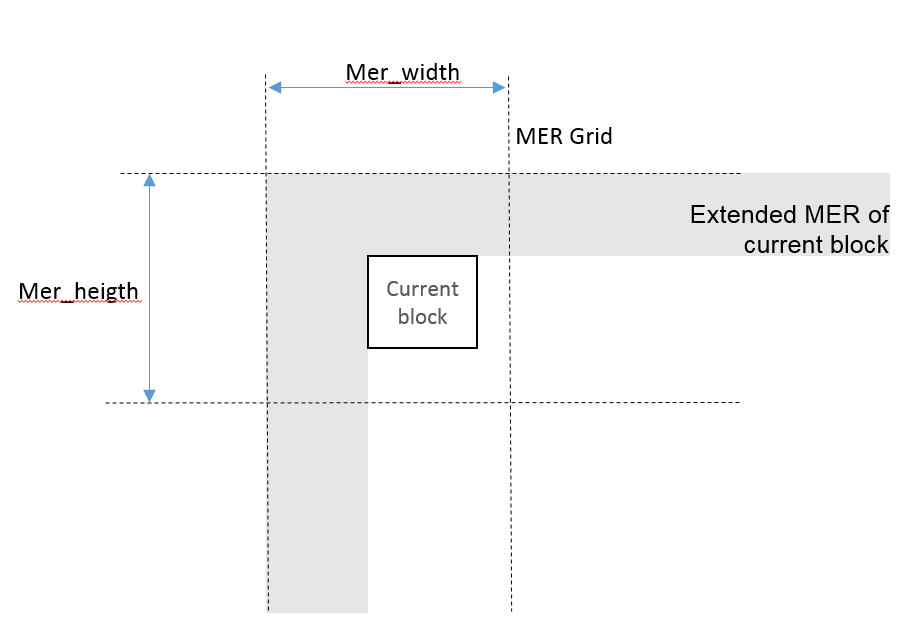 Mer_width
MER Grid
Extended MER of
current block
Mer_heigth
Current
block